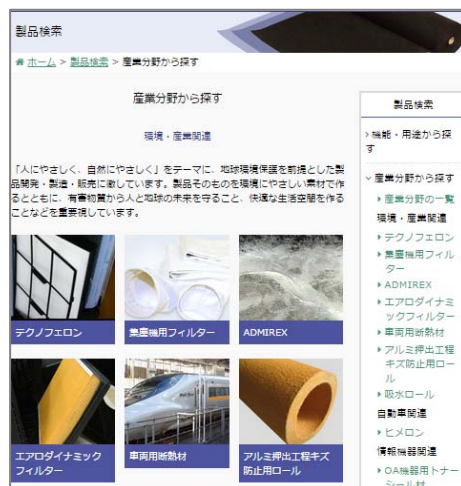 製品検索
ホーム > 製品検索 > 産業分野から探す
産業分野から探す
環境・産業関連
「人にやさしく、自然にやさしく」をテーマに、地球環境保護を前提とした製
品開発・製造・販売に徹しています。製品そのものを環境にやさしい素材で作
るとともに、有害物質から人と地球の未来を守ること、快適な生活空間を作る
ことなどを重要視しています。
テクノフェロン
集塵機用フィルター
ADMIREX
エアロダイナミック
フィルター
車両用断熱材
アルミ押出工程キズ
防止用ロール
製品検索
機能・用途から探
す
産業分野から探す
産業分野の一覧
環境・産業関連
テクノフェロン
集塵機用フィル
ター
ADMIREX
エアロダイナミ
ックフィルター
車両用断熱材
アルミ押出工程
キズ防止用ロー
ル
吸水ロール
自動車関連
ヒメロン
情報機器関連
OA機器用トナー
シール材